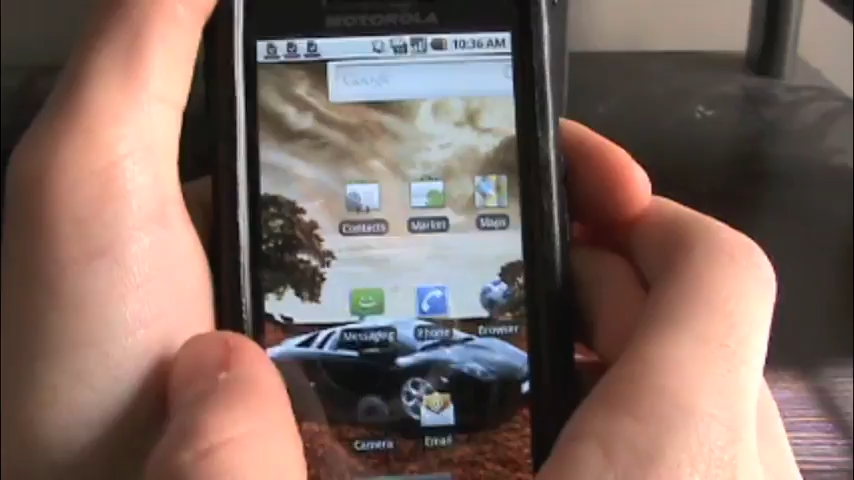 MOTOROLA
10:36 AM
Google
Contacts Market Maps
Messaging Phone Browser
Camera Email